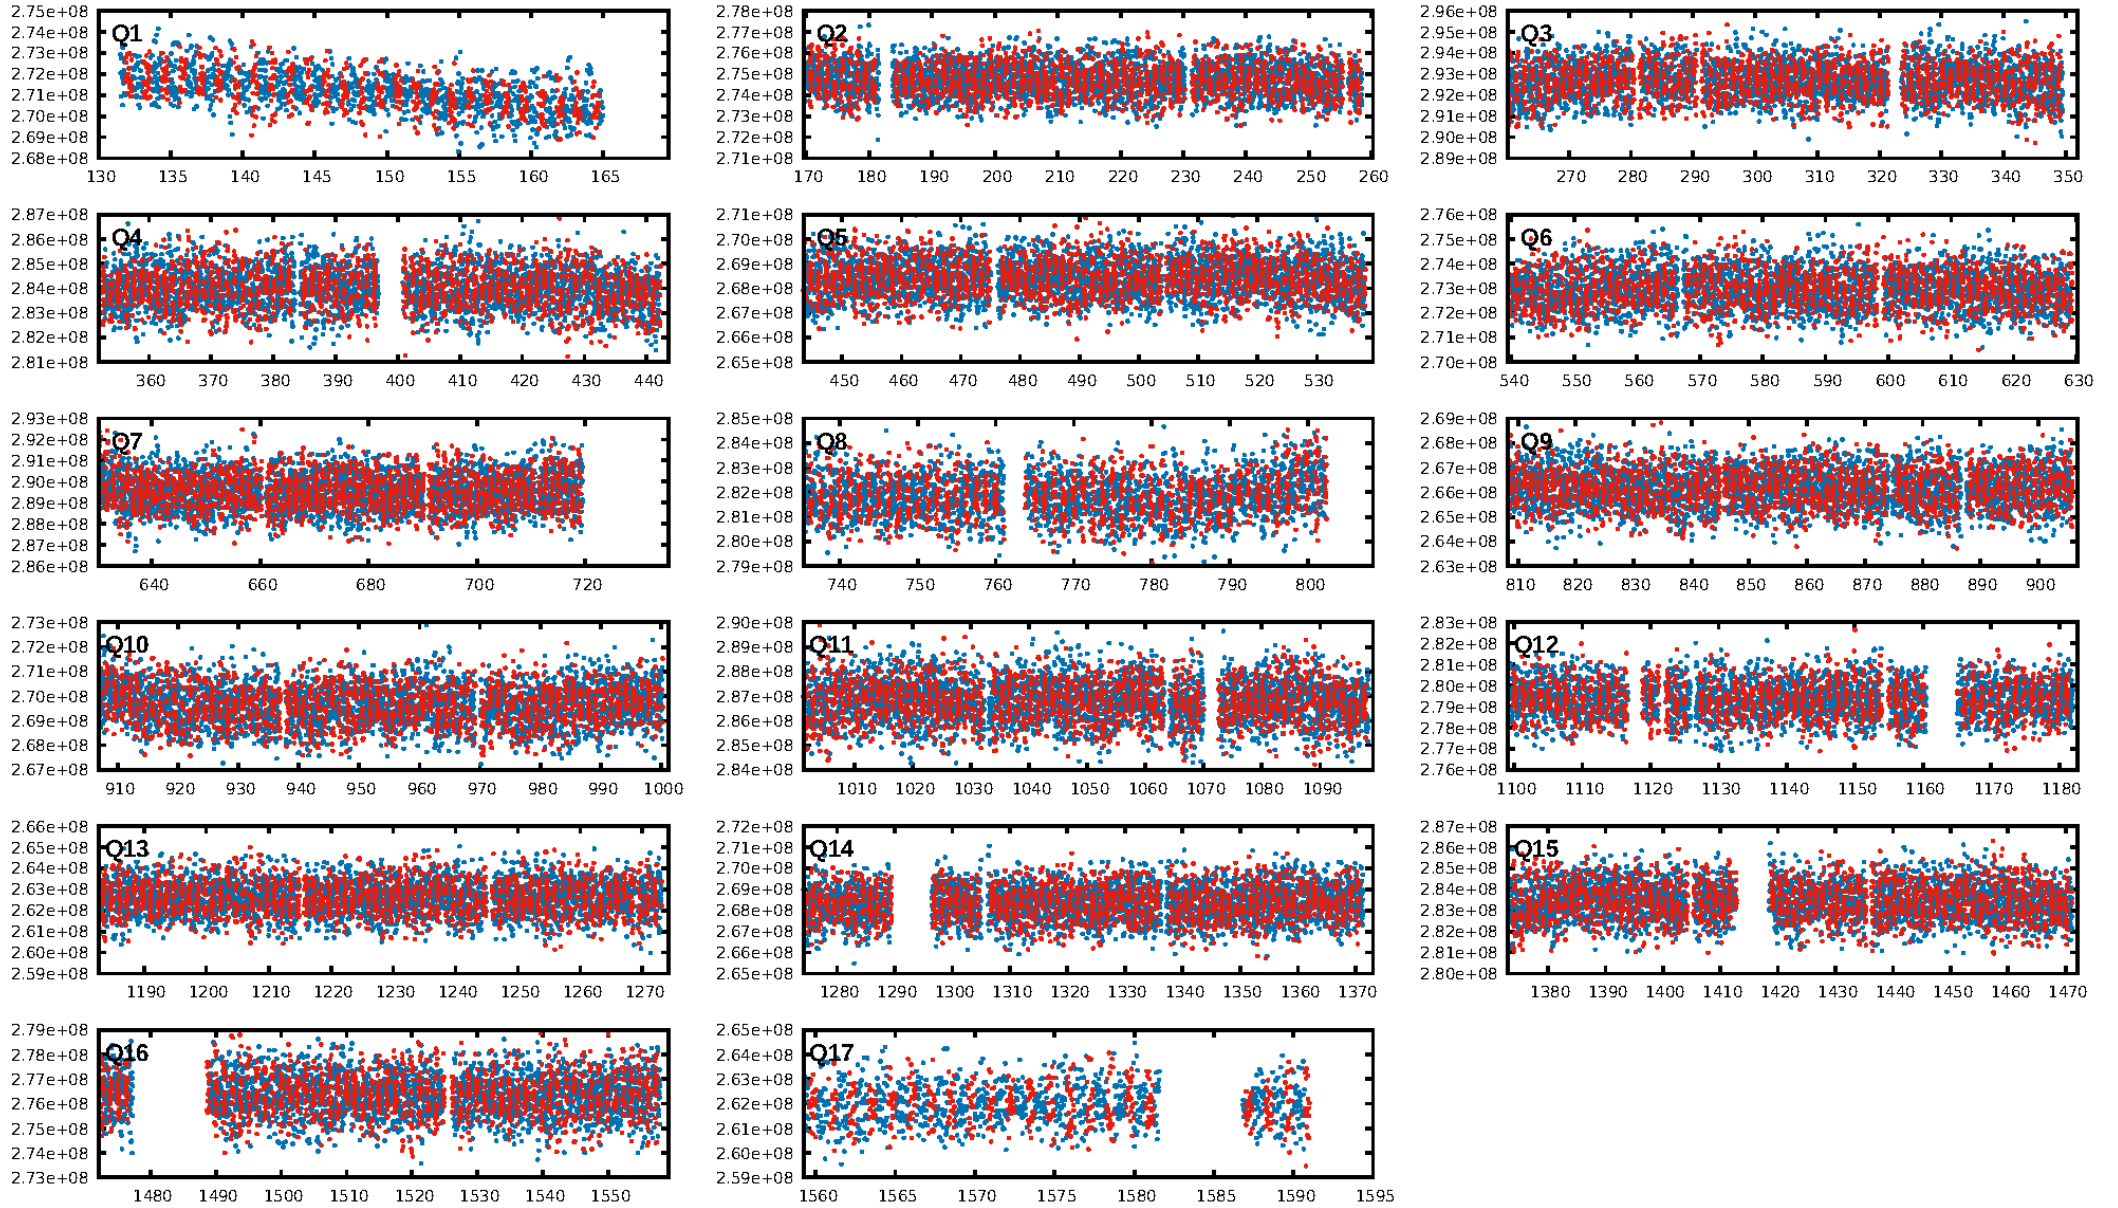 2.75e+08 2.74e+08 2.73e+08 2.72e+08 2.71e+08 2.70e+08 2.69e+08 2.68e+08
Q1
130 135 140 145 150 155 160 165
2.78e+08 2.77e+08 2.76e+08 2.75e+08 2.74e+08 2.73e+08 2.72e+08 2.71e+08
Q2
170 180 190 200 210 220 230 240 250 260
2.96e+08 2.95e+08 2.94e+08 2.93e+08 2.92e+08 2.91e+08 2.90e+08 2.89e+08
Q3
270 280 290 300 310 320 330 340 350
2.87e+08 2.86e+08 2.85e+08 2.84e+08 2.83e+08 2.82e+08 2.81e+08
Q4
360 370 380 390 400 410 420 430 440
2.71e+08 2.70e+08 2.69e+08 2.68e+08 2.67e+08 2.66e+08 2.65e+08
Q5
450 460 470 480 490 500 510 520 530
2.76e+08 2.75e+08 2.74e+08 2.73e+08 2.72e+08 2.71e+08 2.70e+08
Q6
540 550 560 570 580 590 600 610 620 630
2.93e+08 2.92e+08 2.91e+08 2.90e+08 2.89e+08 2.88e+08 2.87e+08 2.86e+08
Q7
640 660 680 700 720
2.85e+08 2.84e+08 2.83e+08 2.82e+08 2.81e+08 2.80e+08 2.79e+08
Q8
740 750 760 770 780 790 800
2.69e+08 2.68e+08 2.67e+08 2.66e+08 2.65e+08 2.64e+08 2.63e+08
Q9
810 820 830 840 850 860 870 880 890 900
2.73e+08 2.72e+08 2.71e+08 2.70e+08 2.69e+08 2.68e+08 2.67e+08
Q10
910 920 930 940 950 960 970 980 990 1000
2.90e+08 2.89e+08 2.88e+08 2.87e+08 2.86e+08 2.85e+08 2.84e+08
Q11
1010 1020 1030 1040 1050 1060 1070 1080 1090
2.83e+08 2.82e+08 2.81e+08 2.80e+08 2.79e+08 2.78e+08 2.77e+08 2.76e+08
Q12
1100 1110 1120 1130 1140 1150 1160 1170 1180
2.66e+08 2.65e+08 2.64e+08 2.63e+08 2.62e+08 2.61e+08 2.60e+08 2.59e+08
Q13
1190 1200 1210 1220 1230 1240 1250 1260 1270
2.72e+08 2.71e+08 2.70e+08 2.69e+08 2.68e+08 2.67e+08 2.66e+08 2.65e+08
Q14
1280 1290 1300 1310 1320 1330 1340 1350 1360 1370
2.87e+08 2.86e+08 2.85e+08 2.84e+08 2.83e+08 2.82e+08 2.81e+08 2.80e+08
Q15
1380 1390 1400 1410 1420 1430 1440 1450 1460 1470
2.79e+08 2.78e+08 2.77e+08 2.76e+08 2.75e+08 2.74e+08 2.73e+08
Q16
1480 1490 1500 1510 1520 1530 1540 1550
2.65e+08 2.64e+08 2.63e+08 2.62e+08 2.61e+08 2.60e+08 2.59e+08
Q17
1560 1565 1570 1575 1580 1585 1590 1595